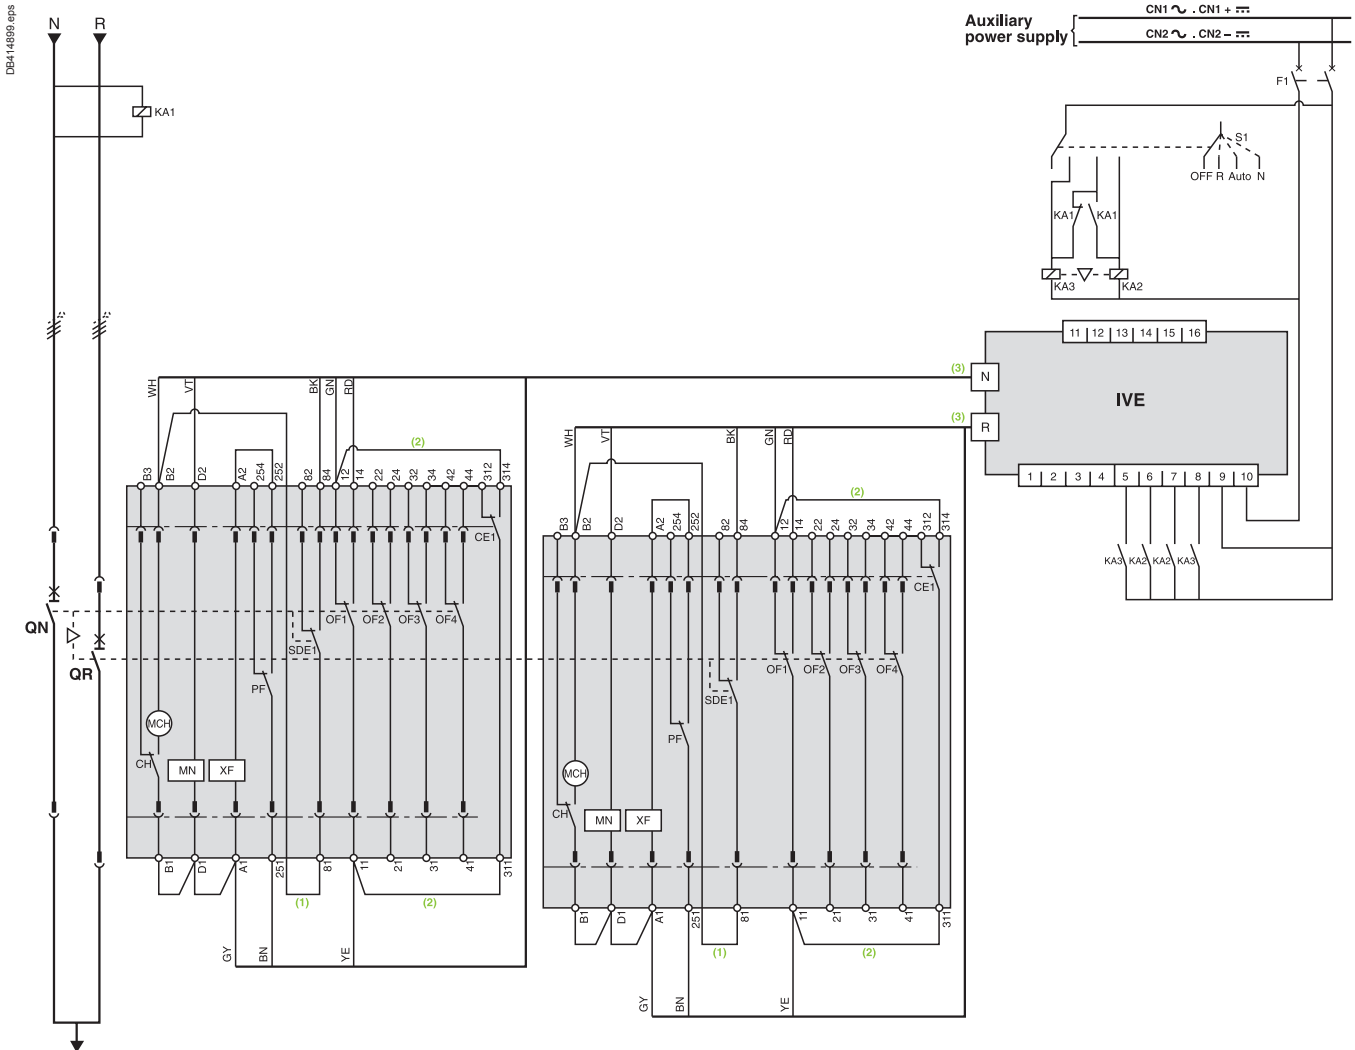 DB414899.eps
N R
KA1
Auxiliary
power supply
CN1 . CN1 +
CN2 . CN2 –
F1
S1
OFF R Auto N
KA1 KA1
KA3 KA2
11 12 13 14 15 16
(3)
N
IVE
(3)
R
1 2 3 4 5 6 7 8 9 10
KA3 KA2 KA2 KA3
WH VT BK GN RD
(2)
B3 B2 D2 A2 254 252 82 84 12 14 22 24 32 34 42 44 312 314
CE1
QN
OF1 OF2 OF3 OF4
SDE1
QR
PF
MCH
CH
MN XF
B1 D1 A1 251 81 11 21 31 41 311
(1) (2)
GY BN YE
WH VT BK GN RD
(2)
B3 B2 D2 A2 254 252 82 84 12 14 22 24 32 34 42 44 312 314
CE1
OF1 OF2 OF3 OF4
SDE1
PF
MCH
CH
MN XF
B1 D1 A1 251 81 11 21 31 41 311
(1) (2)
GY BN YE